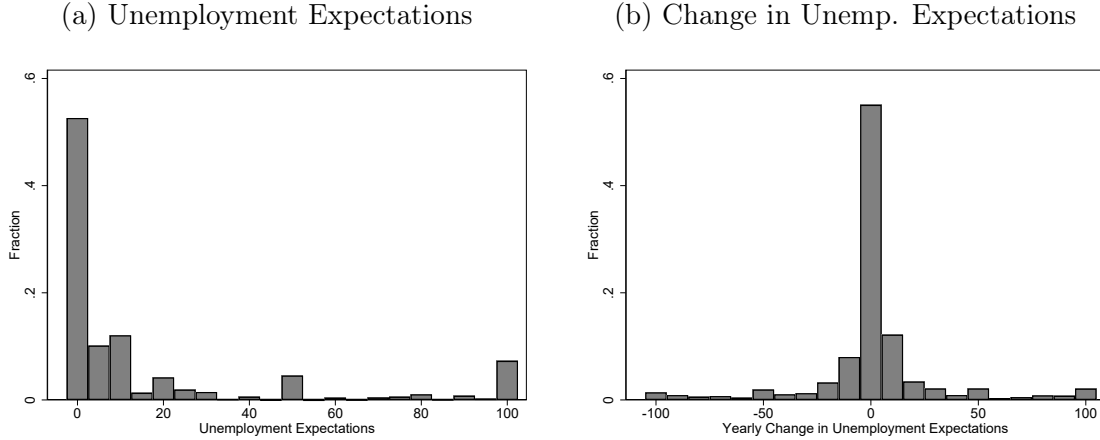 (a) Unemployment Expectations
(b) Change in Unemp. Expectations
.6
.4
.2
0
Fraction
0 20 40 60 80 100
Unemployment Expectations
.6
.4
.2
0
Fraction
-100 -50 0 50 100
Yearly Change in Unemployment Expectations